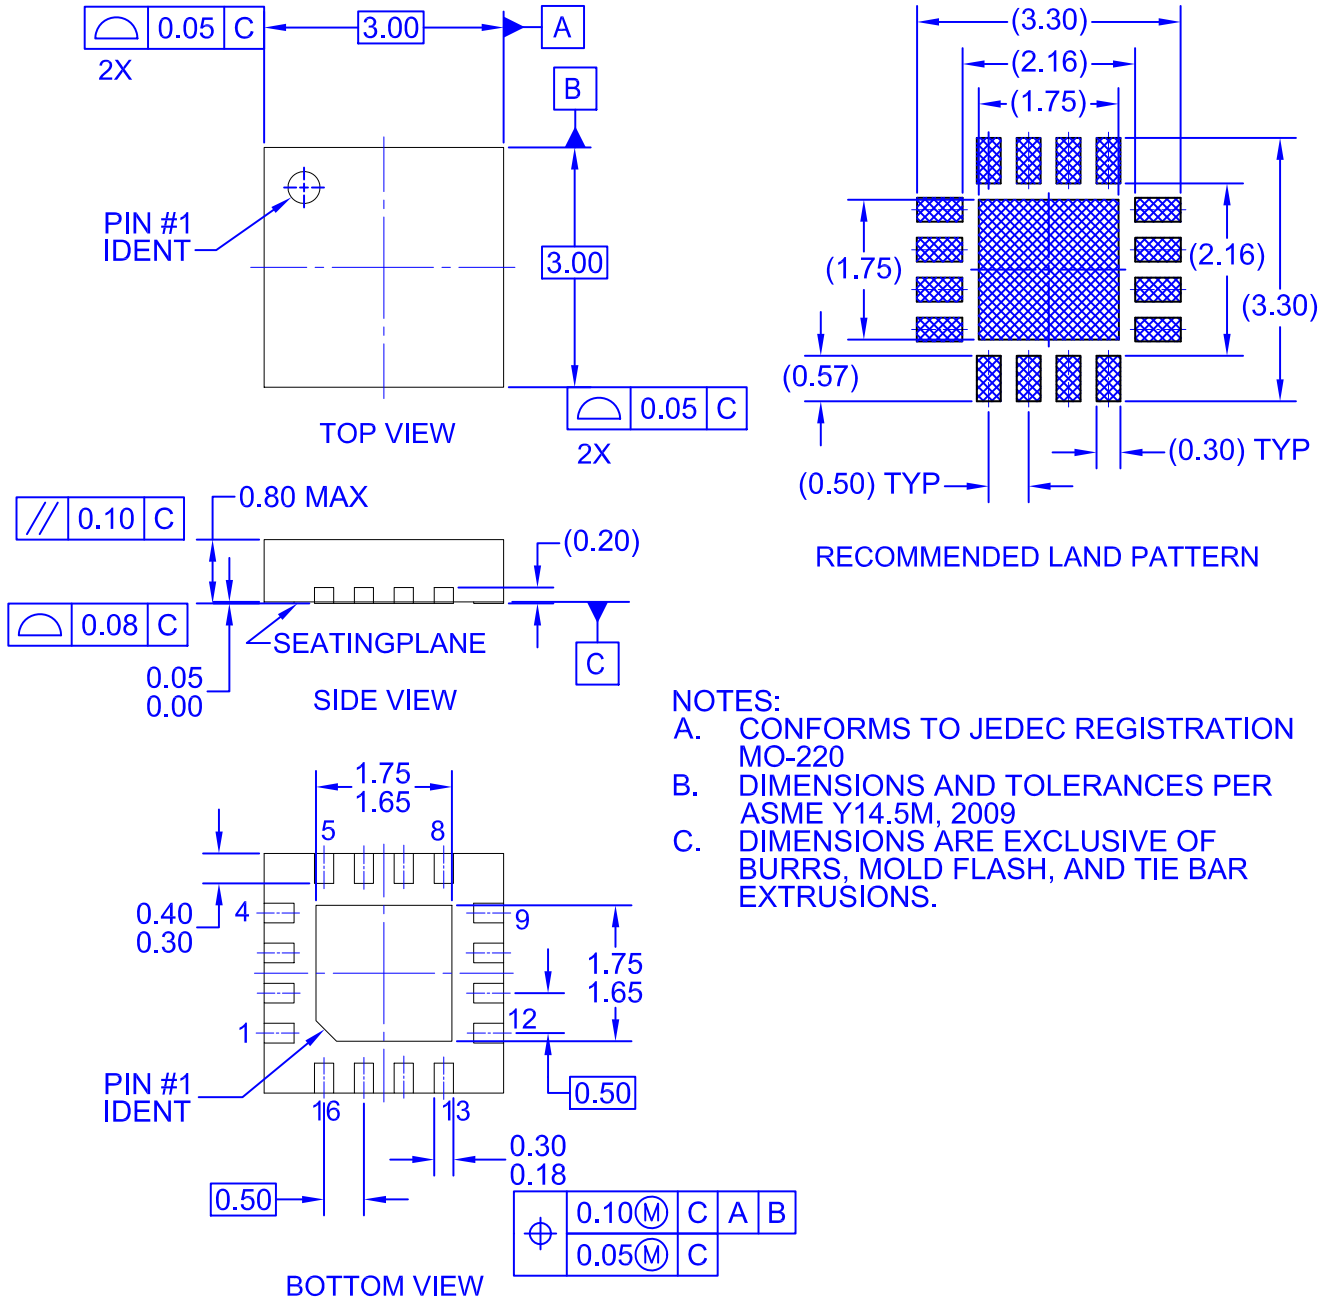 0.05 C
2X
3.00
A
B
PIN #1
IDENT
3.00
0.05 C
2X
TOP VIEW
(3.30)
(2.16)
(1.75)
(1.75)
(2.16)
(3.30)
(0.57)
(0.50) TYP
(0.30) TYP
RECOMMENDED LAND PATTERN
0.10 C
0.80 MAX
(0.20)
0.08 C
SEATINGPLANE
C
0.05
0.00
SIDE VIEW
NOTES:
A. CONFORMS TO JEDEC REGISTRATION
MO-220
B. DIMENSIONS AND TOLERANCES PER
ASME Y14.5M, 2009
C. DIMENSIONS ARE EXCLUSIVE OF
BURRS, MOLD FLASH, AND TIE BAR
EXTRUSIONS.
1.75
1.65
5 8
0.40
0.30
4 9
1.75
1.65
1 12
PIN #1
IDENT
0.50
16 13
0.30
0.18
0.50
0.10Ⓜ C A B
0.05Ⓜ C
BOTTOM VIEW